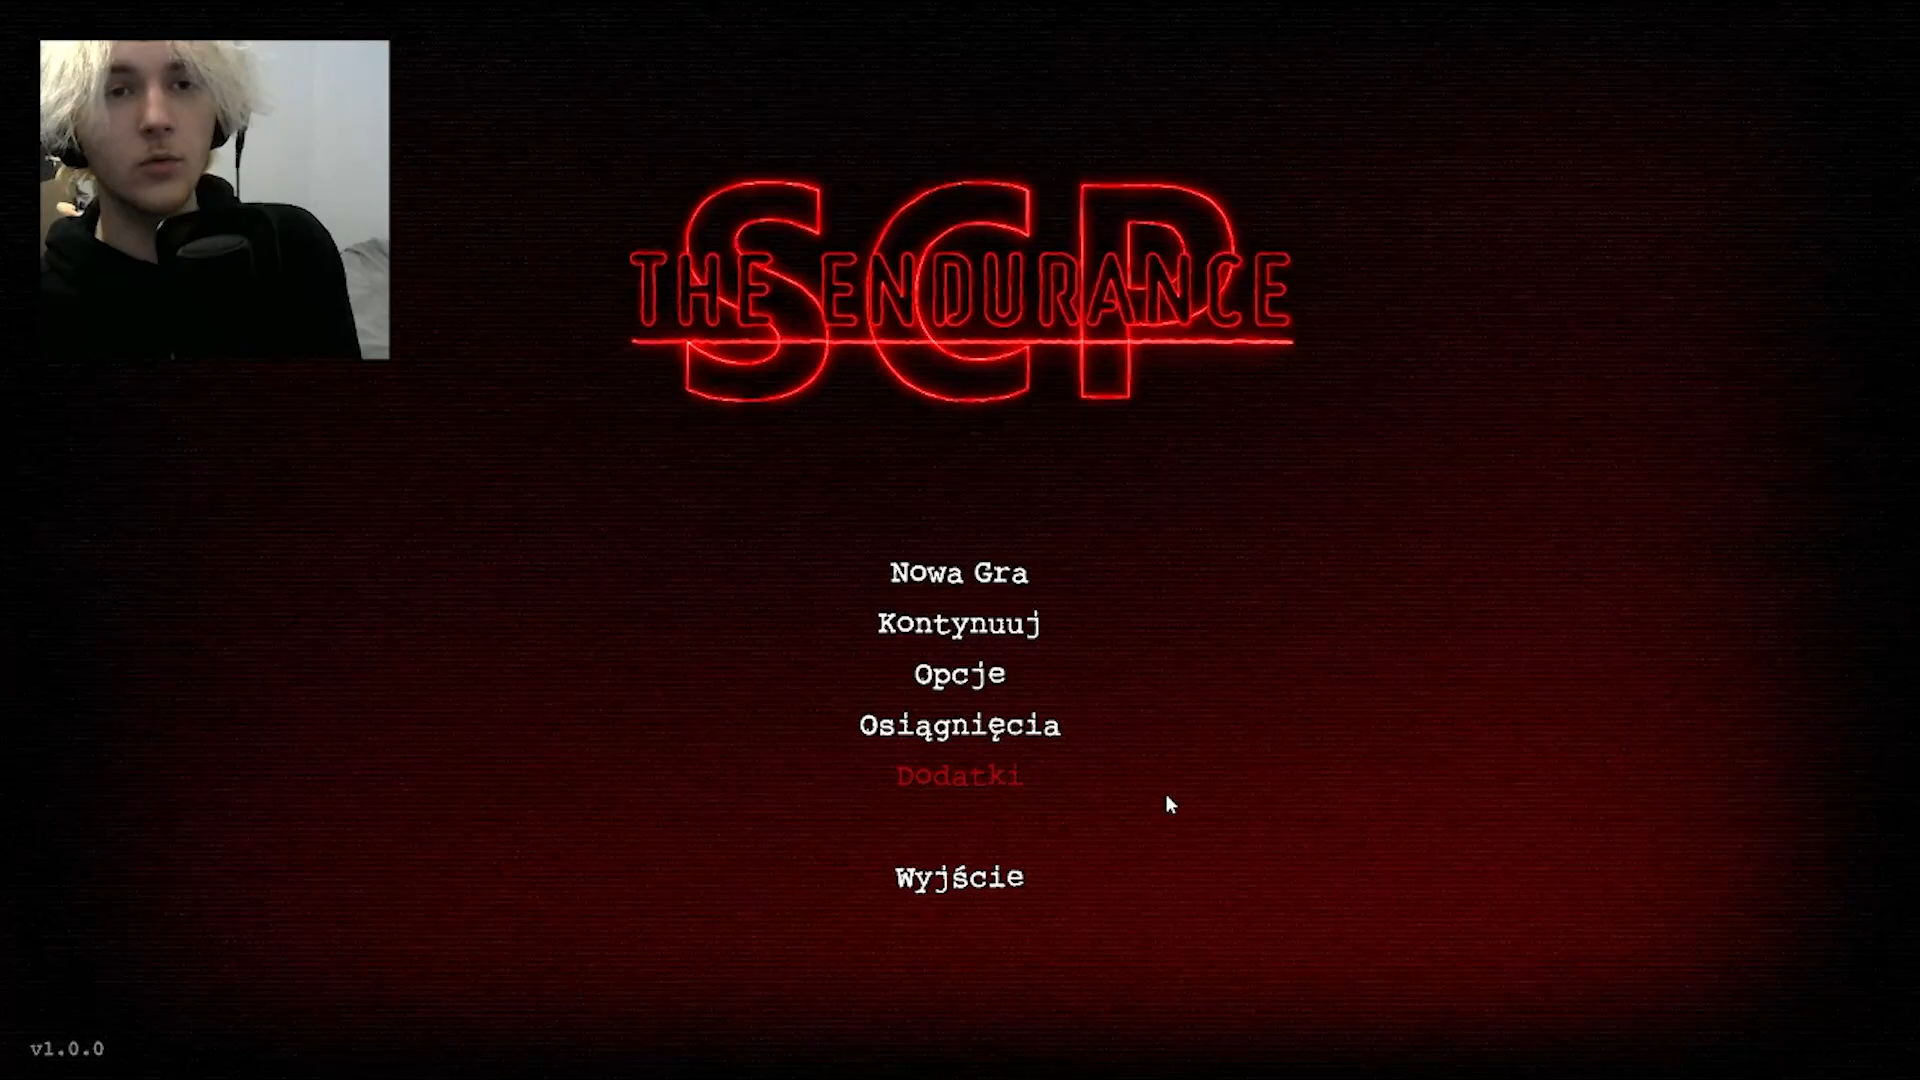 SCP
THE ENDURANCE
Nowa Gra
Kontynuuj
Opcje
Osiągnięcia
Dodatki
Wyjście
v1.0.0